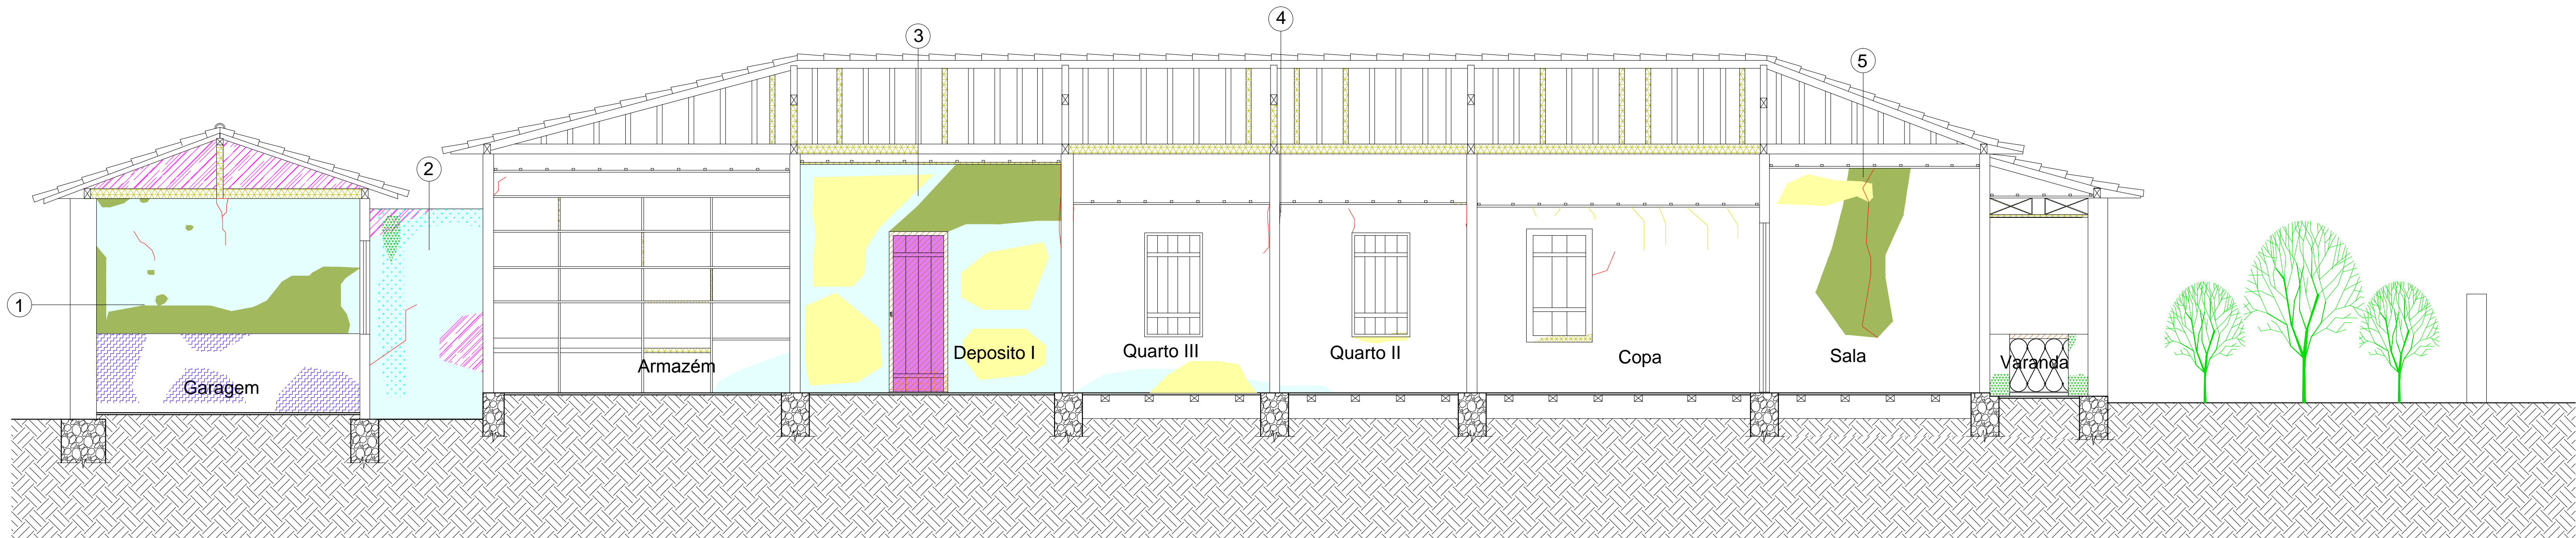 4
3
5
2
1
Garagem
Armazém
Deposito I
Quarto III
Quarto II
Copa
Sala
Varanda